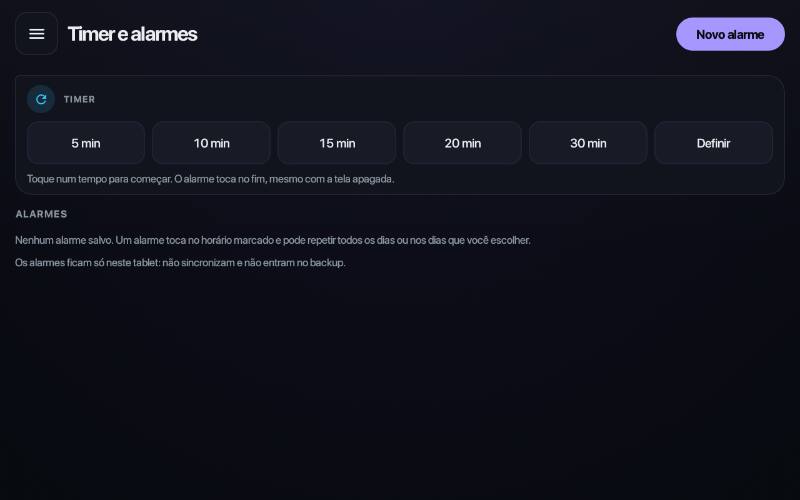 Timer e alarmes
Novo alarme
TIMER
5 min
10 min
15 min
20 min
30 min
Definir
Toque num tempo para começar. O alarme toca no fim, mesmo com a tela apagada.
ALARMES
Nenhum alarme salvo. Um alarme toca no horário marcado e pode repetir todos os dias ou nos dias que você escolher.
Os alarmes ficam só neste tablet: não sincronizam e não entram no backup.